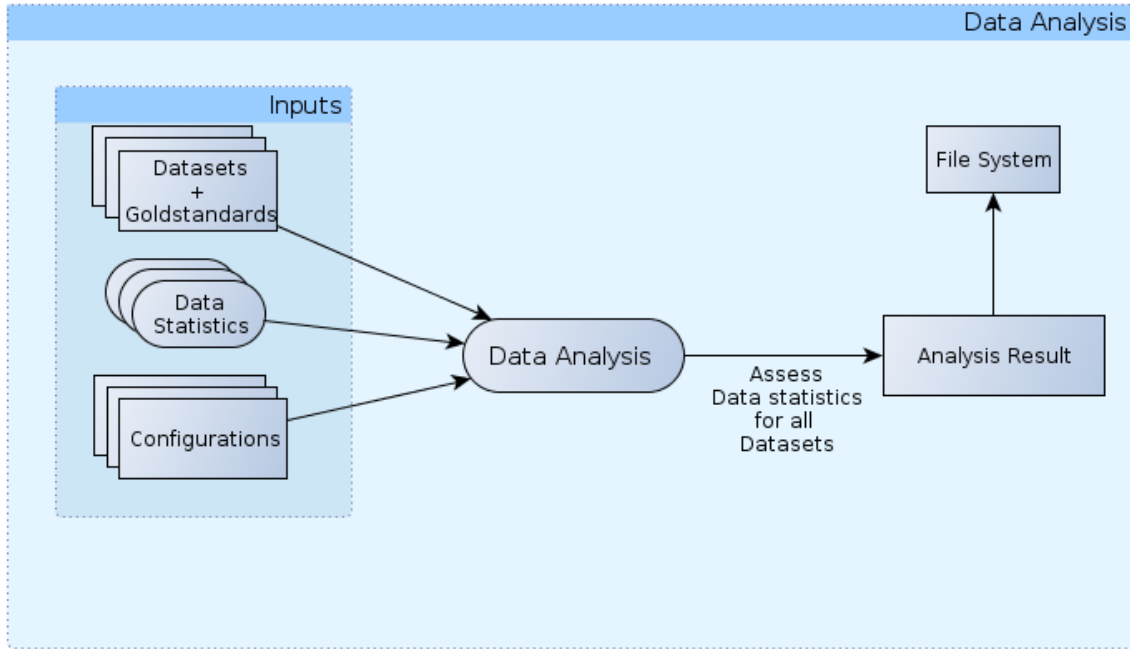 Data Analysis
Inputs
Datasets
+
Goldstandards
Data
Statistics
Configurations
Data Analysis
Assess
Data statistics
for all
Datasets
File System
Analysis Result